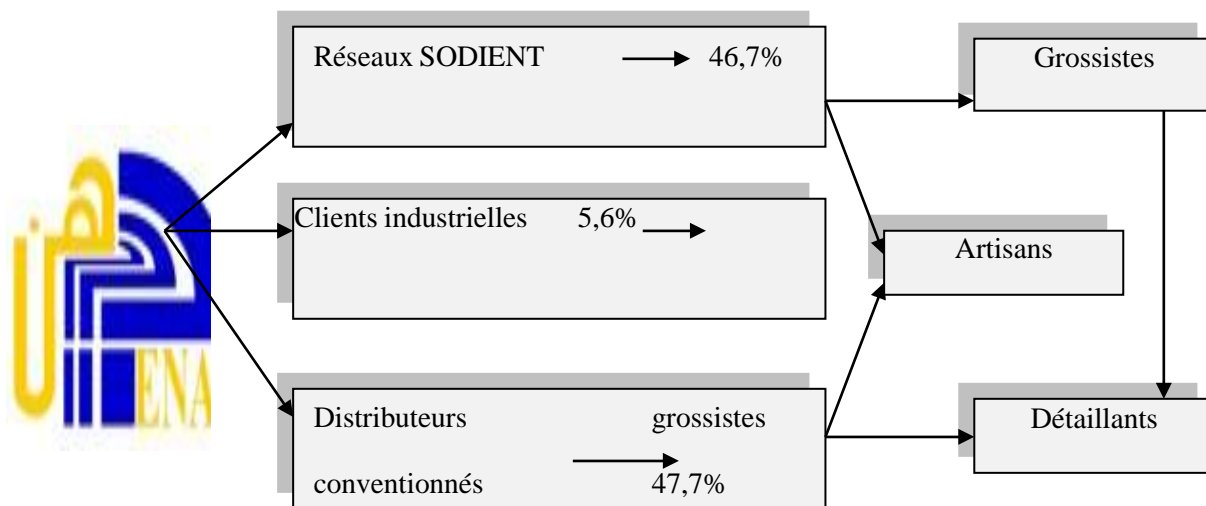 Réseaux SODIENT 46,7%
Grossistes
Clients industrielles 5,6%
Artisans
Distributeurs grossistes
conventionnés 47,7%
Détaillants
ENA